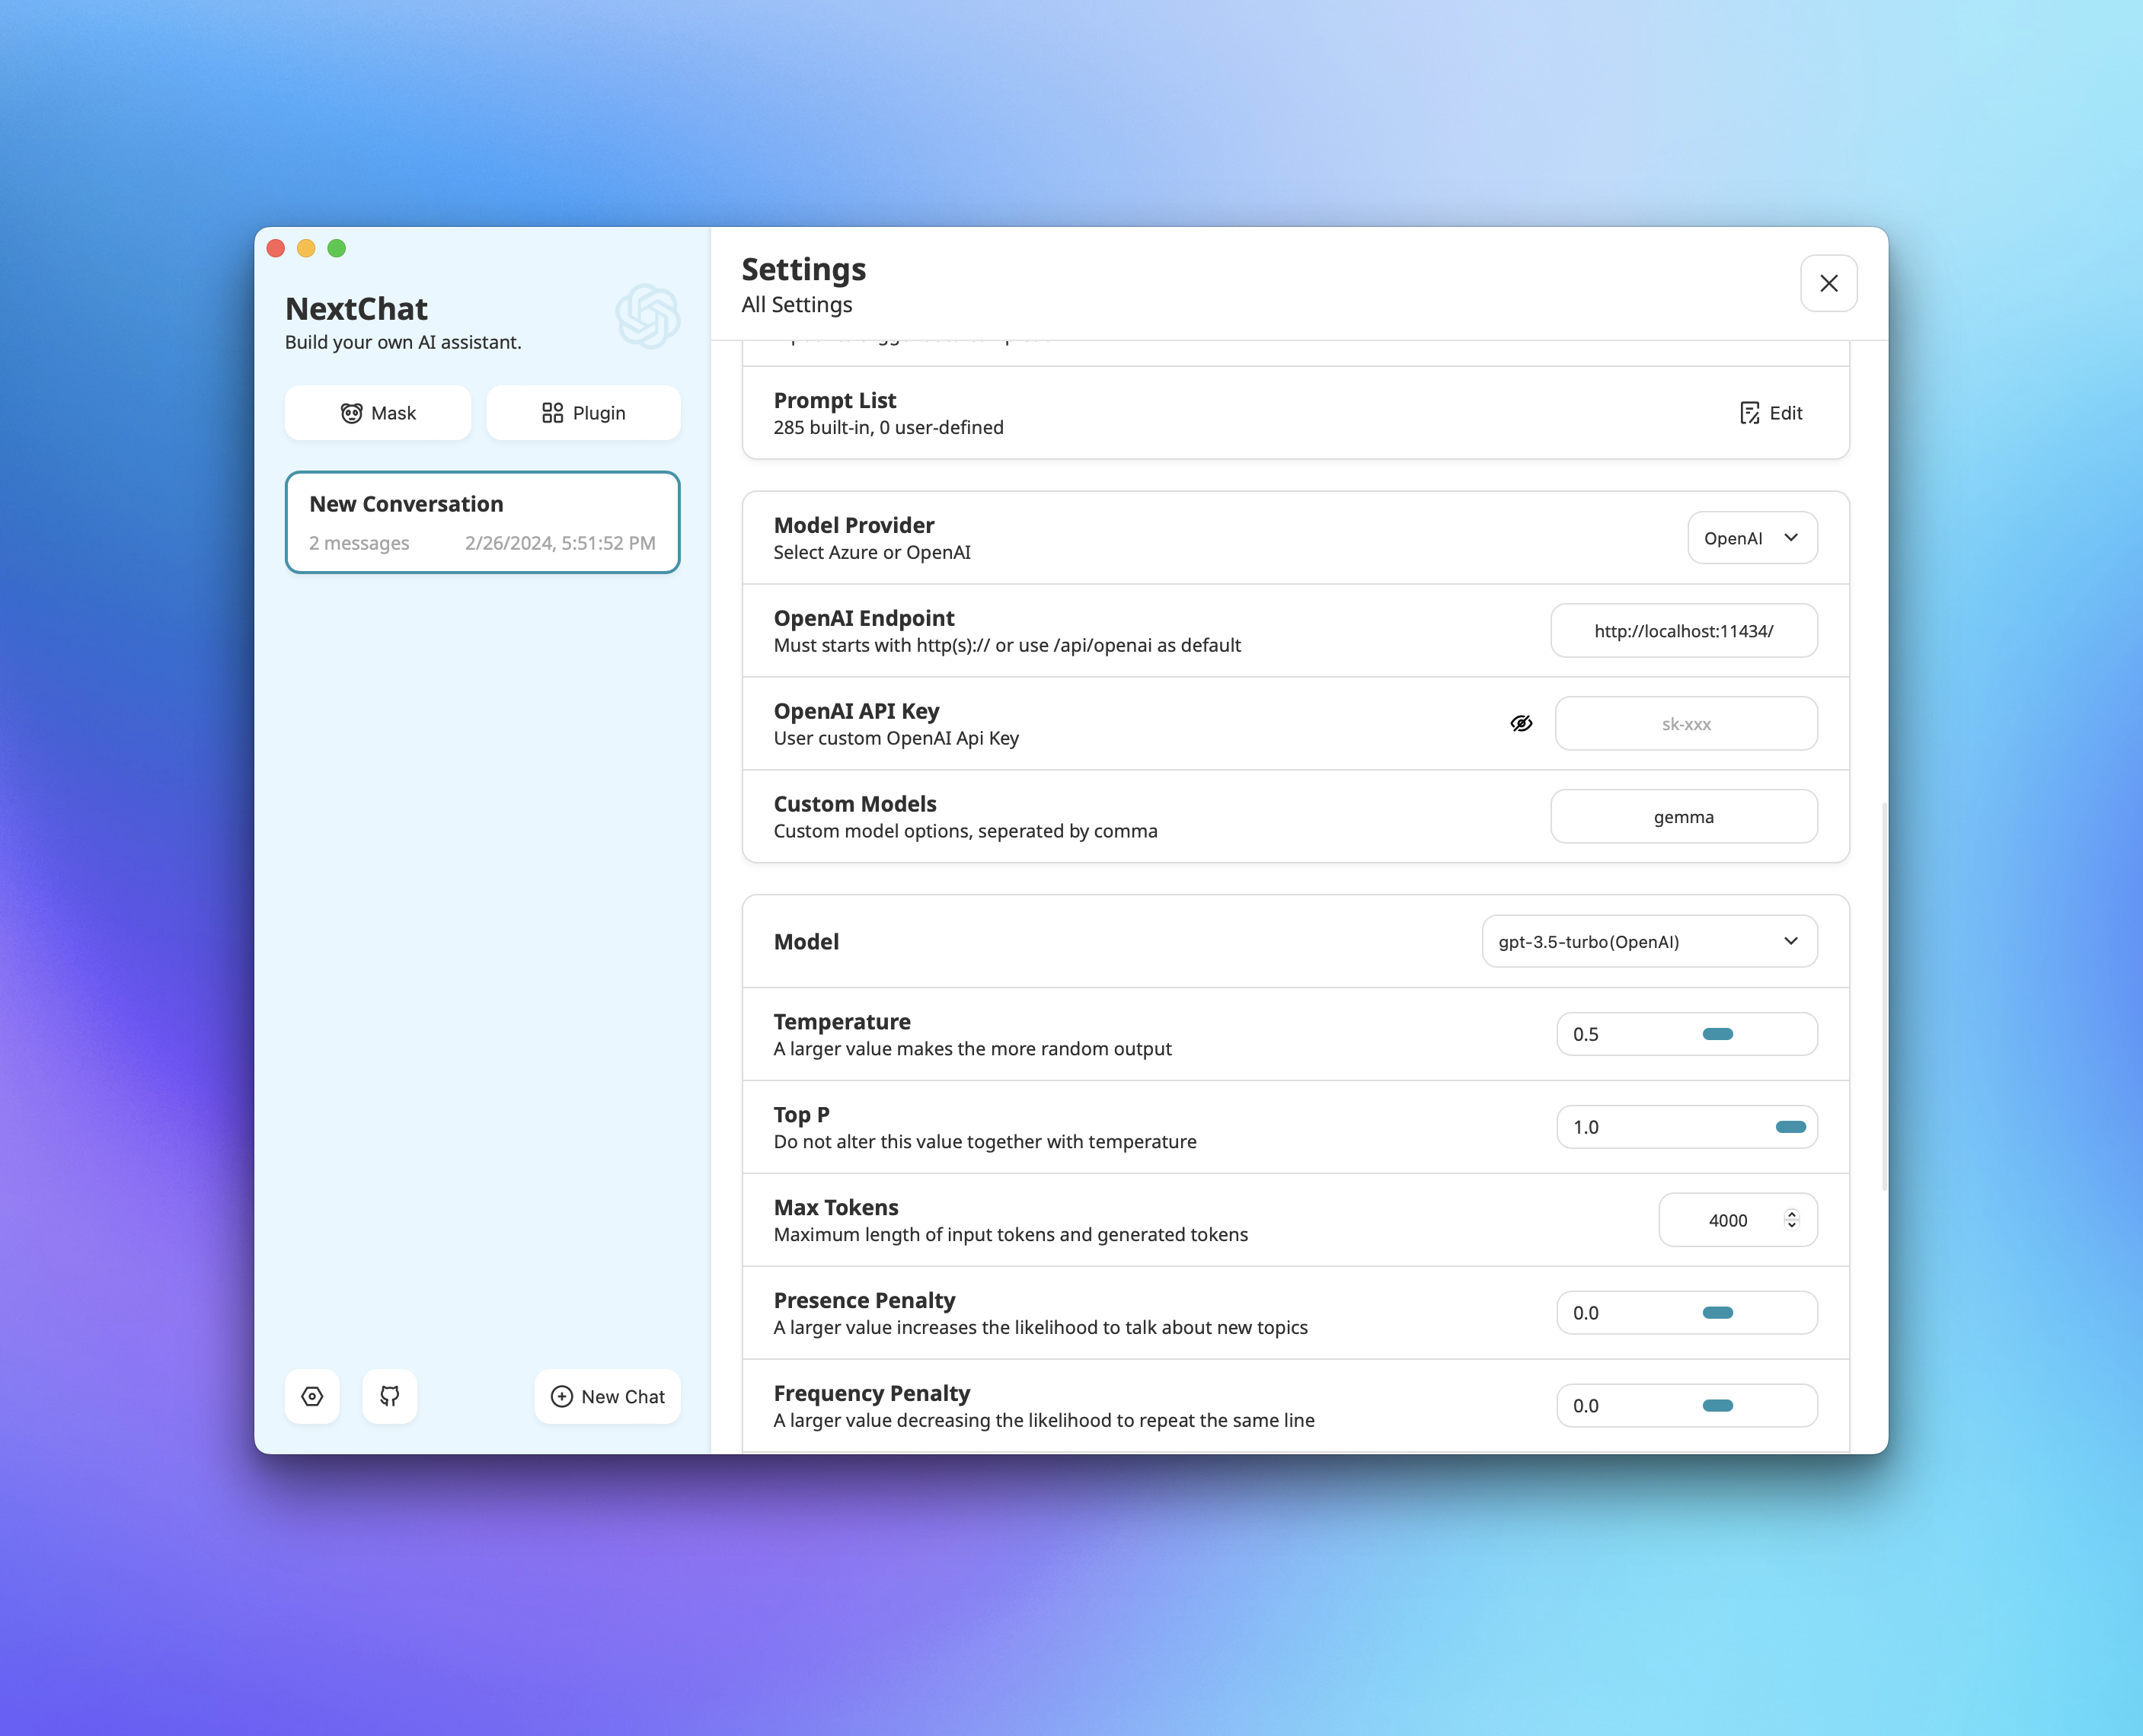 NextChat
Build your own AI assistant.
Mask
Plugin
New Conversation
2 messages
2/26/2024, 5:51:52 PM
New Chat
Settings
All Settings
Prompt List
285 built-in, 0 user-defined
Edit
Model Provider
Select Azure or OpenAI
OpenAI
OpenAI Endpoint
Must starts with http(s):// or use /api/openai as default
http://localhost:11434/
OpenAI API Key
User custom OpenAI Api Key
sk-xxx
Custom Models
Custom model options, seperated by comma
gemma
Model
gpt-3.5-turbo(OpenAI)
Temperature
A larger value makes the more random output
0.5
Top P
Do not alter this value together with temperature
1.0
Max Tokens
Maximum length of input tokens and generated tokens
4000
Presence Penalty
A larger value increases the likelihood to talk about new topics
0.0
Frequency Penalty
A larger value decreasing the likelihood to repeat the same line
0.0